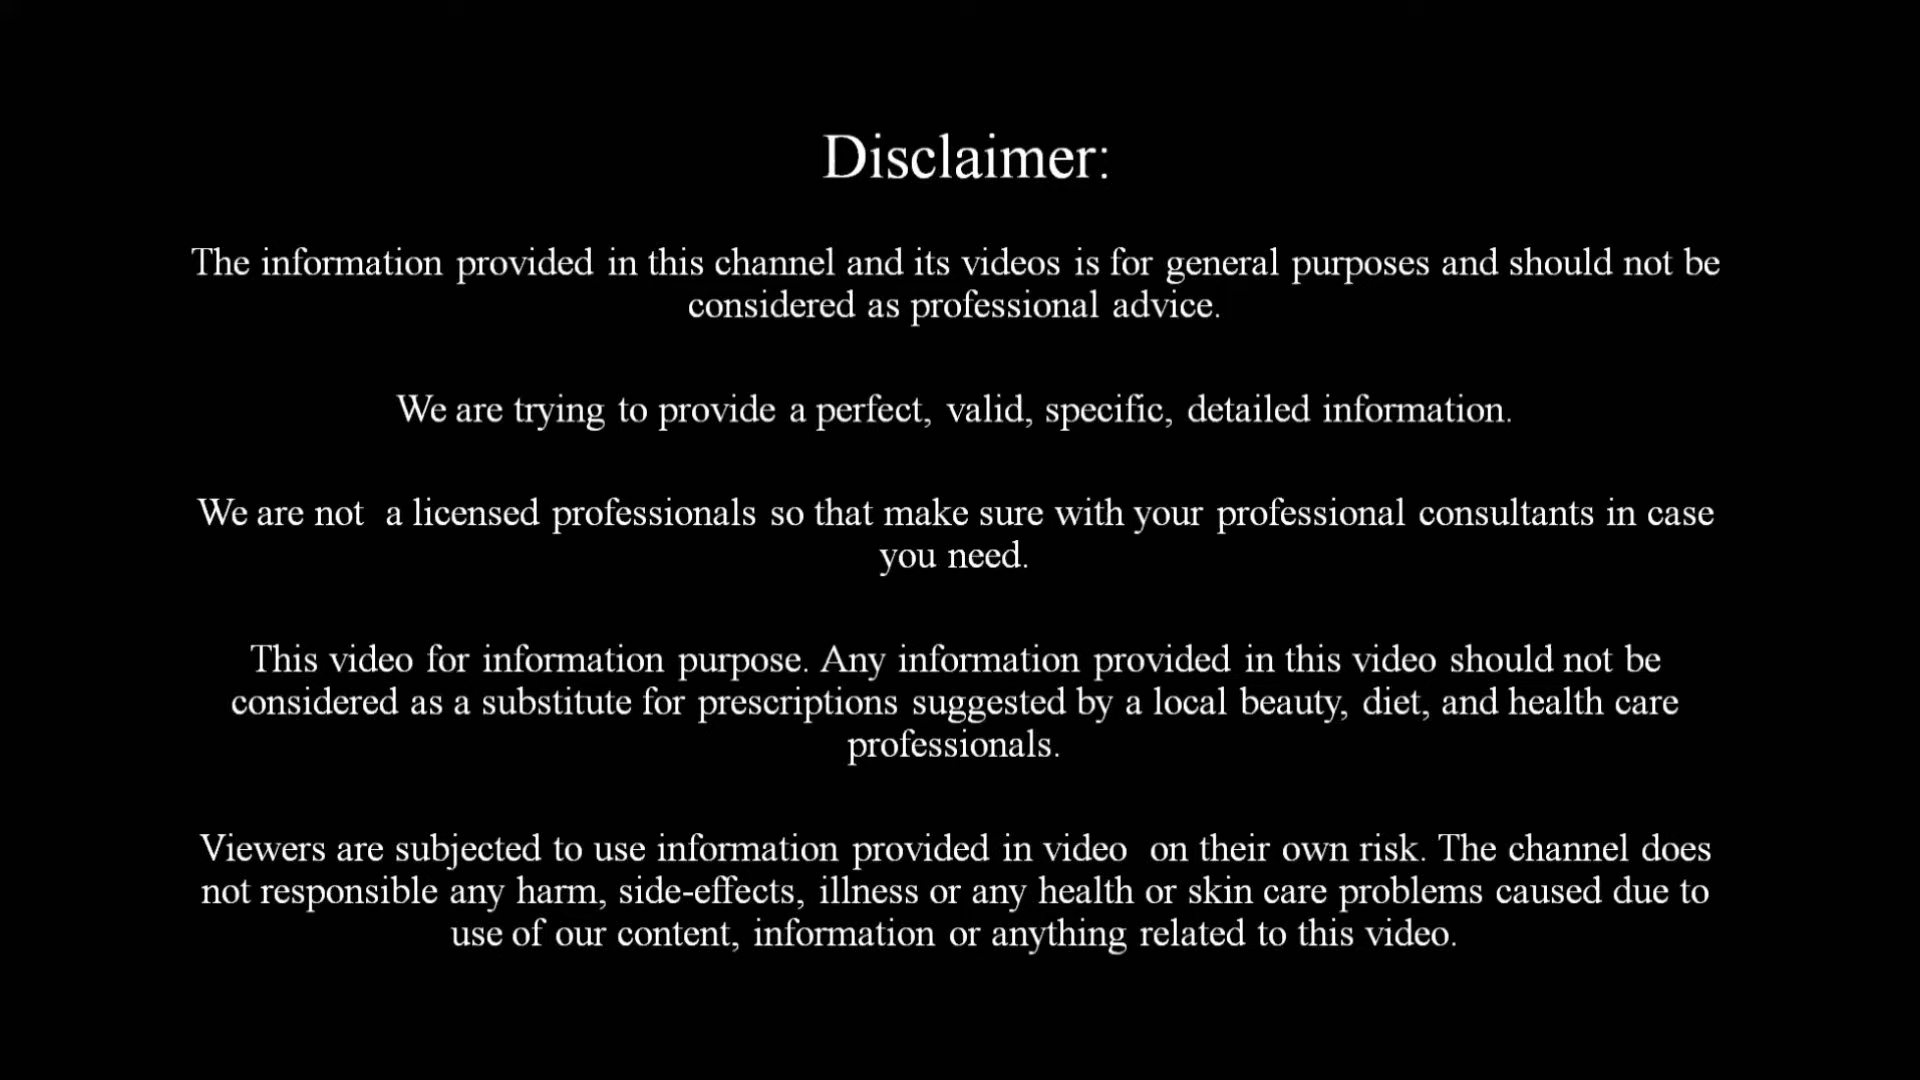 Disclaimer:
The information provided in this channel and its videos is for general purposes and should not be
considered as professional advice.
We are trying to provide a perfect, valid, specific, detailed information.
We are not  a licensed professionals so that make sure with your professional consultants in case
you need.
This video for information purpose. Any information provided in this video should not be
considered as a substitute for prescriptions suggested by a local beauty, diet, and health care
professionals.
Viewers are subjected to use information provided in video  on their own risk. The channel does
not responsible any harm, side-effects, illness or any health or skin care problems caused due to
use of our content, information or anything related to this video.